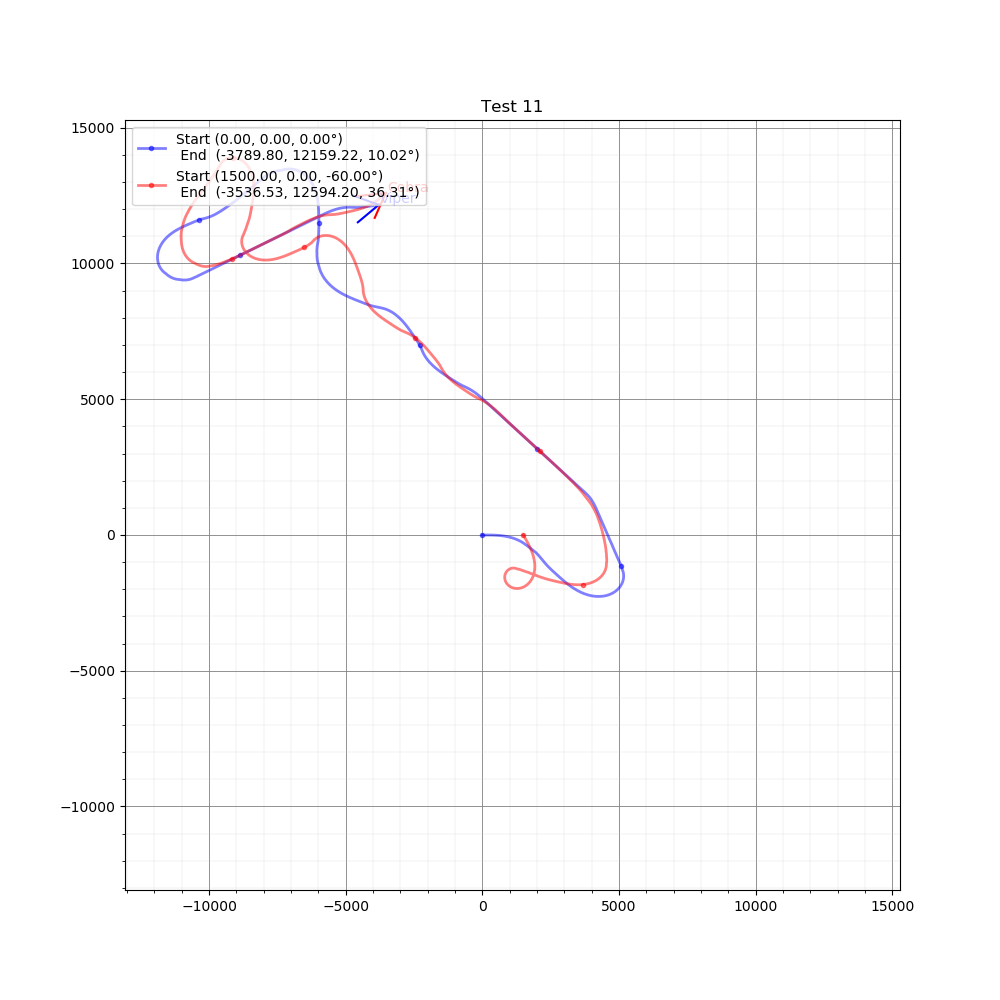 Test 11
Start (0.00, 0.00, 0.00°)
End (-3789.80, 12159.22, 10.02°)
Start (1500.00, 0.00, -60.00°)
End (-3536.53, 12594.20, 36.31°)
Cobra
Viper
15000
10000
5000
0
−5000
−10000
−10000
−5000
0
5000
10000
15000